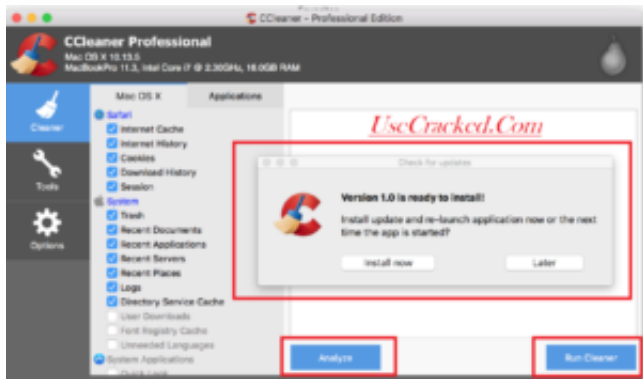 CCleaner - Professional Edition
CCleaner Professional
Mac OS X 10.13.5
MacBookPro 11.3, Intel Core i7 @ 2.30GHz, 16.0GB RAM
Cleaner
Tools
Options
Mac OS X
Applications
Safari
Internet Cache
Internet History
Cookies
Download History
Session
System
Trash
Recent Documents
Recent Applications
Recent Servers
Recent Places
Logs
Directory Service Cache
User Downloads
Font Registry Cache
Unneeded Languages
System Applications
Quick Look
UseCracked.Com
Check for updates
Version 1.0 is ready to install!
Install update and re-launch application now or the next
time the app is started?
Install now
Later
Analyze
Run Cleaner